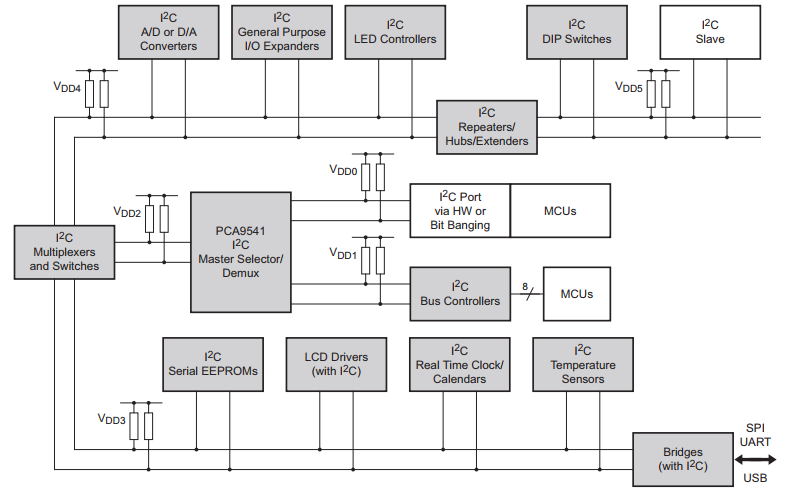 I²C
A/D or D/A
Converters
I²C
General Purpose
I/O Expanders
I²C
LED Controllers
I²C
DIP Switches
I²C
Slave
VDD4
VDD5
I²C
Repeaters/
Hubs/Extenders
VDD0
VDD2
PCA9541
I²C
Master Selector/
Demux
I²C Port
via HW or
Bit Banging
MCUs
I²C
Multiplexers
and Switches
VDD1
I²C
Bus Controllers
8
MCUs
I²C
Serial EEPROMs
LCD Drivers
(with I²C)
I²C
Real Time Clock/
Calendars
I²C
Temperature
Sensors
VDD3
Bridges
(with I²C)
SPI
UART
USB